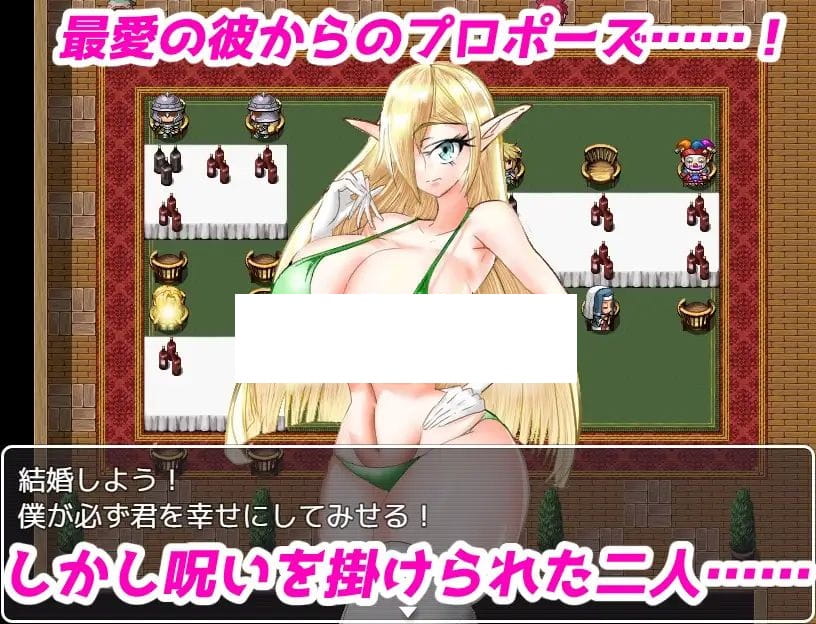 最愛の彼からのプロポーズ……！
結婚しよう！
僕が必ず君を幸せにしてみせる！
しかし呪いを掛けられた二人……